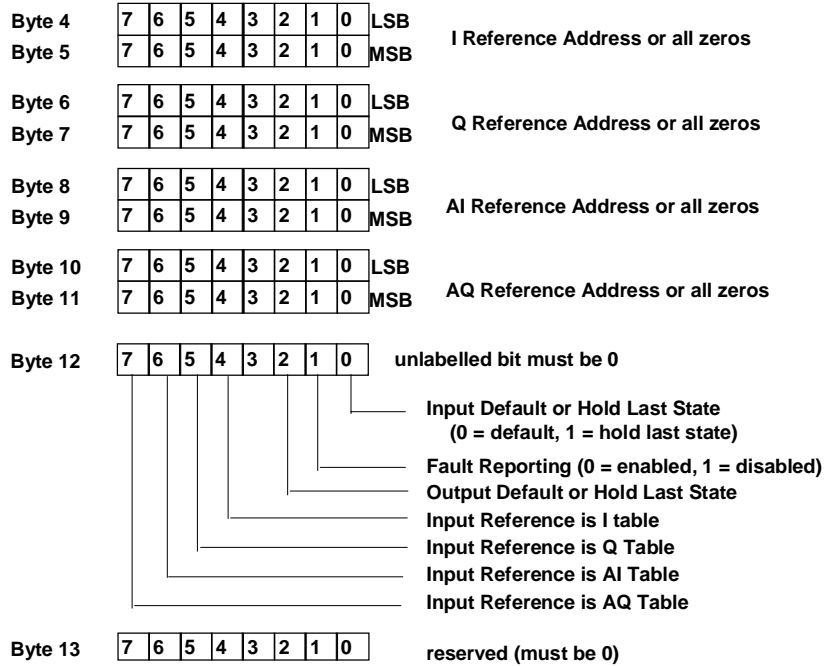 Byte 4 7 6 5 4 3 2 1 0 LSB
I Reference Address or all zeros
Byte 5 7 6 5 4 3 2 1 0 MSB
Byte 6 7 6 5 4 3 2 1 0 LSB
Q Reference Address or all zeros
Byte 7 7 6 5 4 3 2 1 0 MSB
Byte 8 7 6 5 4 3 2 1 0 LSB
AI Reference Address or all zeros
Byte 9 7 6 5 4 3 2 1 0 MSB
Byte 10 7 6 5 4 3 2 1 0 LSB
AQ Reference Address or all zeros
Byte 11 7 6 5 4 3 2 1 0 MSB
Byte 12 7 6 5 4 3 2 1 0 unlabelled bit must be 0
Input Default or Hold Last State
(0 = default, 1 = hold last state)
Fault Reporting (0 = enabled, 1 = disabled)
Output Default or Hold Last State
Input Reference is I table
Input Reference is Q Table
Input Reference is AI Table
Input Reference is AQ Table
Byte 13 7 6 5 4 3 2 1 0 reserved (must be 0)